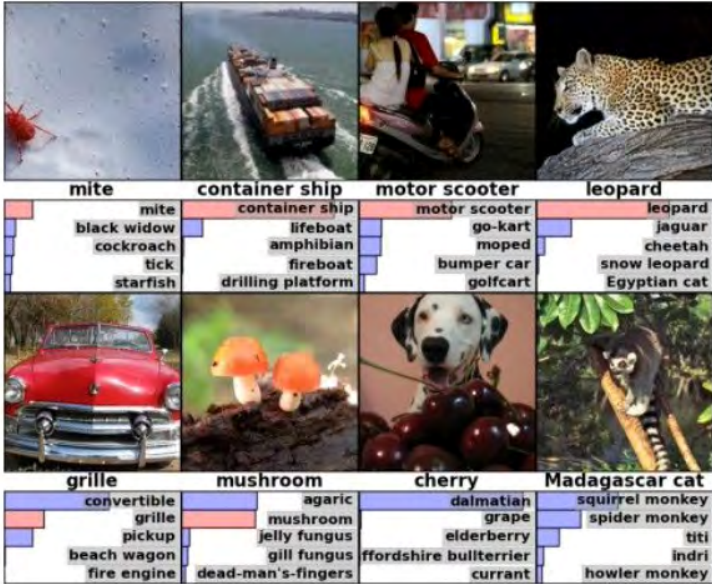 mite
container ship
motor scooter
leopard
mite
black widow
cockroach
tick
starfish
container ship
lifeboat
amphibian
fireboat
drilling platform
motor scooter
go-kart
moped
bumper car
golfcart
leopard
jaguar
cheetah
snow leopard
Egyptian cat
grille
mushroom
cherry
Madagascar cat
convertible
grille
pickup
beach wagon
fire engine
agaric
mushroom
jelly fungus
gill fungus
dead-man's-fingers
dalmatian
grape
elderberry
ffordshire bullterrier
currant
squirrel monkey
spider monkey
titi
indri
howler monkey